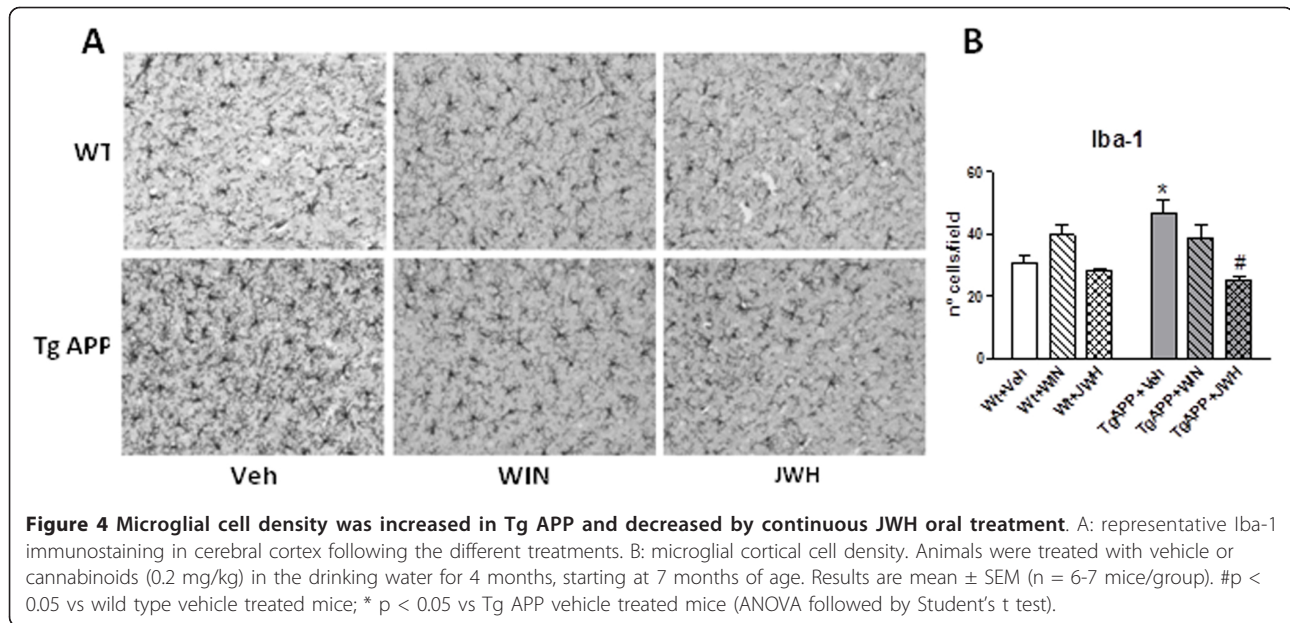 A
B
WT
Tg APP
Veh
WIN
JWH
Iba-1
nº cells/field
60
40
20
0
*
#
Wt+Veh
Wt+WIN
Wt+JWH
TgAPP+Veh
TgAPP+WIN
TgAPP+JWH
Figure 4 Microglial cell density was increased in Tg APP and decreased by continuous JWH oral treatment. A: representative Iba-1
immunostaining in cerebral cortex following the different treatments. B: microglial cortical cell density. Animals were treated with vehicle or
cannabinoids (0.2 mg/kg) in the drinking water for 4 months, starting at 7 months of age. Results are mean ± SEM (n = 6-7 mice/group). #p <
0.05 vs wild type vehicle treated mice; * p < 0.05 vs Tg APP vehicle treated mice (ANOVA followed by Student's t test).